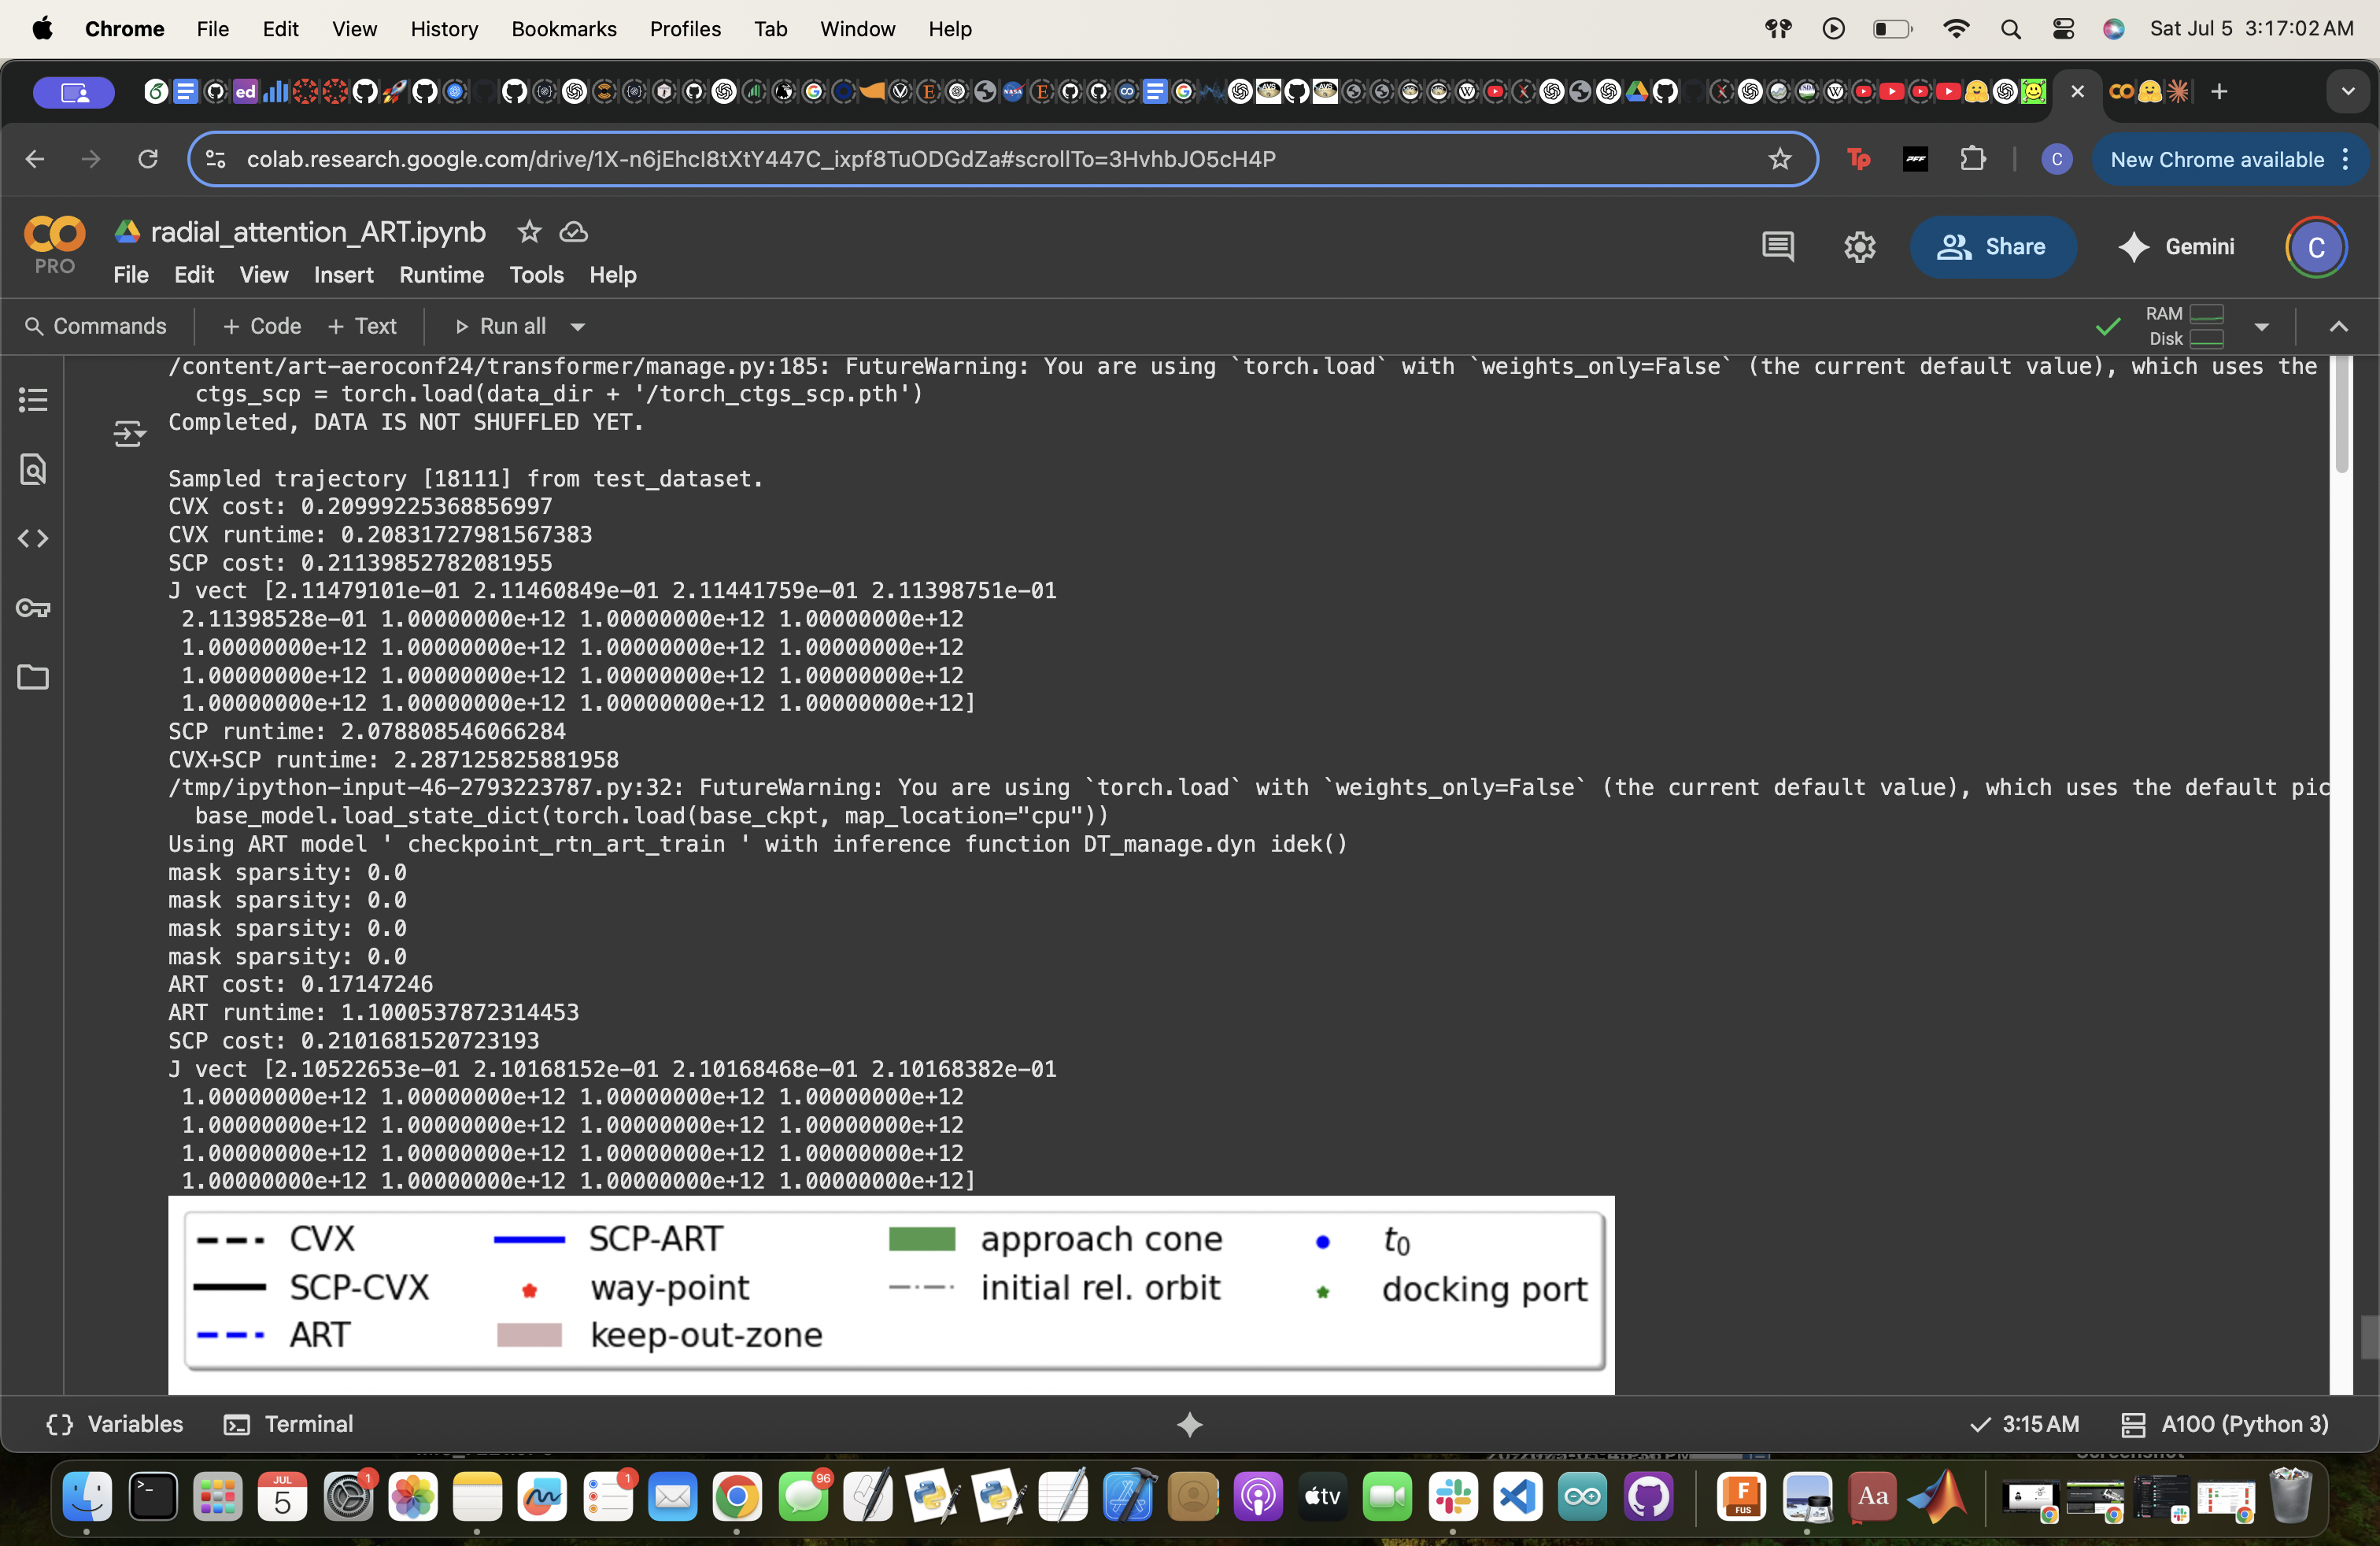 Chrome File Edit View History Bookmarks Profiles Tab Window Help Sat Jul 5 3:17:02 AM
colab.research.google.com/drive/1X-n6jEhcI8tXtY447C_ixpf8TuODGdZa#scrollTo=3HvhbJO5cH4P New Chrome available
radial_attention_ART.ipynb
PRO
File Edit View Insert Runtime Tools Help
Share Gemini C
Commands + Code + Text Run all RAM Disk
/content/art-aeroconf24/transformer/manage.py:185: FutureWarning: You are using `torch.load` with `weights_only=False` (the current default value), which uses the
ctgs_scp = torch.load(data_dir + '/torch_ctgs_scp.pth')
Completed, DATA IS NOT SHUFFLED YET.
Sampled trajectory [18111] from test_dataset.
CVX cost: 0.20999225368856997
CVX runtime: 0.20831727981567383
SCP cost: 0.21139852782081955
J vect [2.11479101e-01 2.11460849e-01 2.11441759e-01 2.11398751e-01
2.11398528e-01 1.00000000e+12 1.00000000e+12 1.00000000e+12
1.00000000e+12 1.00000000e+12 1.00000000e+12 1.00000000e+12
1.00000000e+12 1.00000000e+12 1.00000000e+12 1.00000000e+12
1.00000000e+12 1.00000000e+12 1.00000000e+12 1.00000000e+12]
SCP runtime: 2.078808546066284
CVX+SCP runtime: 2.287125825881958
/tmp/ipython-input-46-2793223787.py:32: FutureWarning: You are using `torch.load` with `weights_only=False` (the current default value), which uses the default pic
base_model.load_state_dict(torch.load(base_ckpt, map_location="cpu"))
Using ART model ' checkpoint_rtn_art_train ' with inference function DT_manage.dyn idek()
mask sparsity: 0.0
mask sparsity: 0.0
mask sparsity: 0.0
mask sparsity: 0.0
ART cost: 0.17147246
ART runtime: 1.1000537872314453
SCP cost: 0.2101681520723193
J vect [2.10522653e-01 2.10168152e-01 2.10168468e-01 2.10168382e-01
1.00000000e+12 1.00000000e+12 1.00000000e+12 1.00000000e+12
1.00000000e+12 1.00000000e+12 1.00000000e+12 1.00000000e+12
1.00000000e+12 1.00000000e+12 1.00000000e+12 1.00000000e+12
1.00000000e+12 1.00000000e+12 1.00000000e+12 1.00000000e+12]
CVX SCP-ART approach cone t0
SCP-CVX way-point initial rel. orbit docking port
ART keep-out-zone
Variables Terminal 3:15 AM A100 (Python 3)
JUL 5 1 1 96 tv FUS Aa